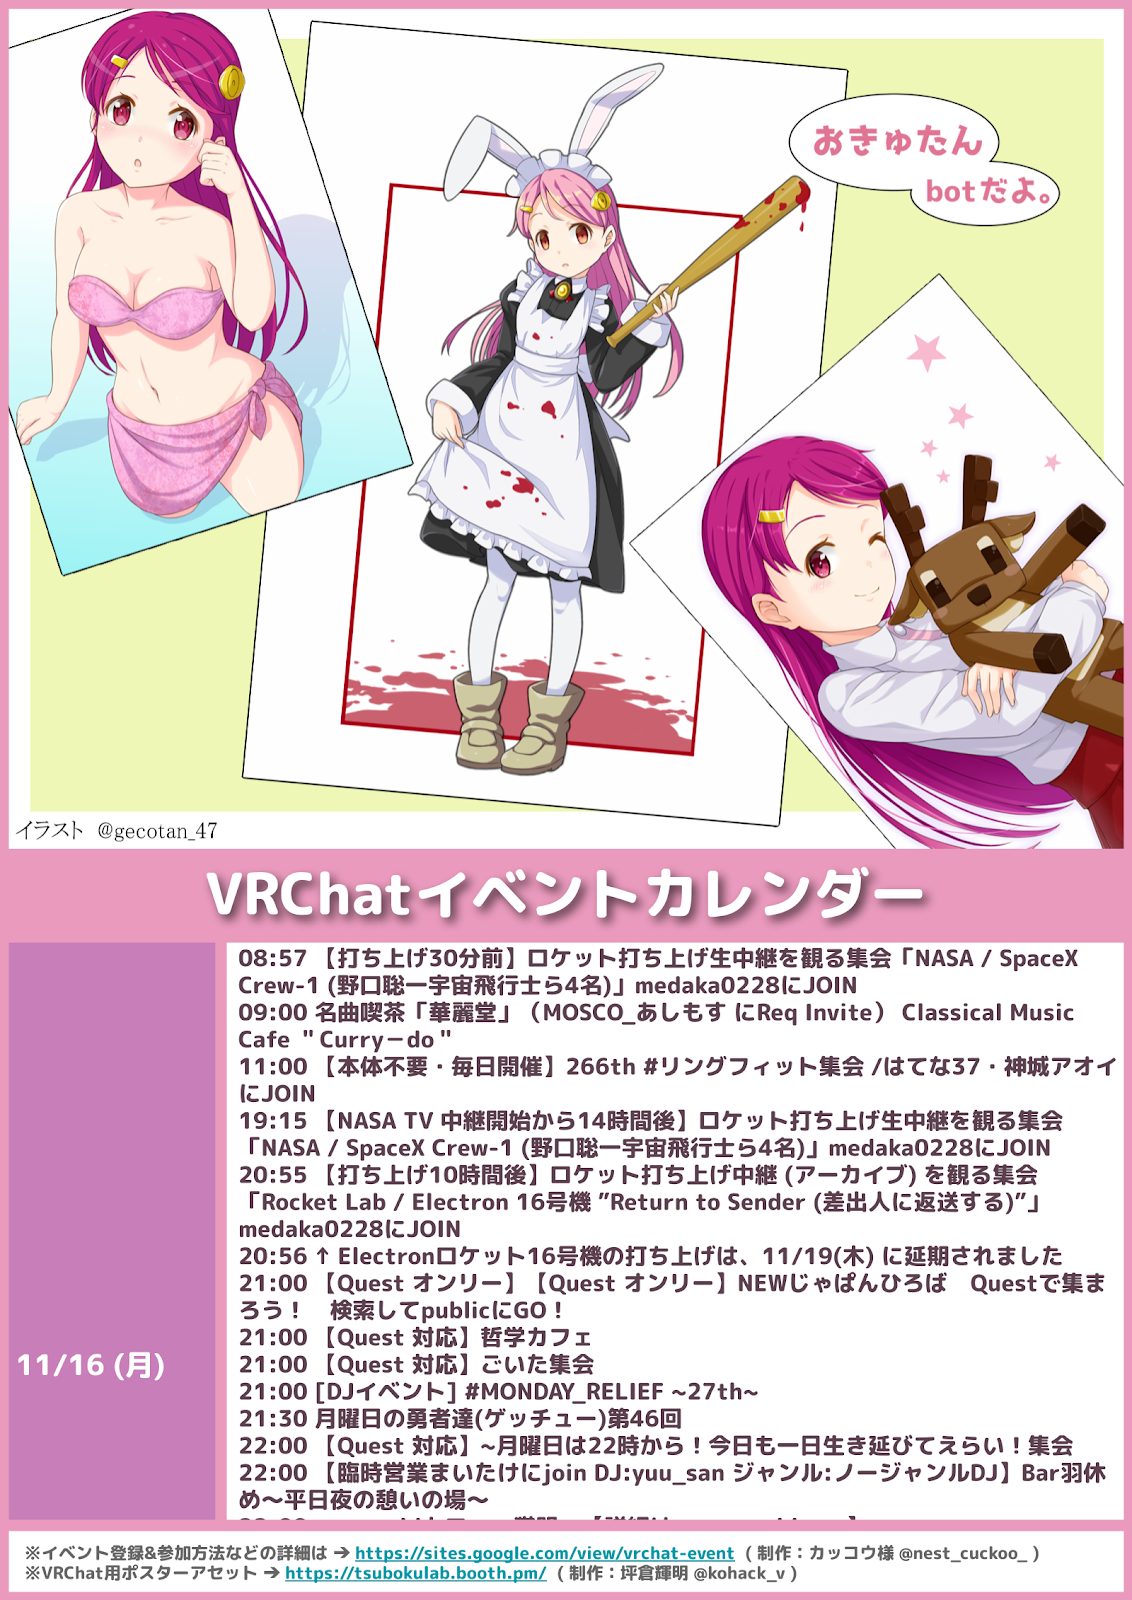 おきゅたん
botだよ。
イラスト @gecotan_47
VRChatイベントカレンダー
11/16 (月)
08:57 【打ち上げ30分前】ロケット打ち上げ生中継を観る集会「NASA / SpaceX
Crew-1 (野口聡一宇宙飛行士ら4名)」medaka0228にJOIN
09:00 名曲喫茶「華麗堂」（MOSCO_あしもす にReq Invite） Classical Music
Cafe ＂Curry－do＂
11:00 【本体不要・毎日開催】266th #リングフィット集会 /はてな37・神城アオイ
にJOIN
19:15 【NASA TV 中継開始から14時間後】ロケット打ち上げ生中継を観る集会
「NASA / SpaceX Crew-1 (野口聡一宇宙飛行士ら4名)」medaka0228にJOIN
20:55 【打ち上げ10時間後】ロケット打ち上げ中継 (アーカイブ) を観る集会
「Rocket Lab / Electron 16号機 ”Return to Sender (差出人に返送する)”」
medaka0228にJOIN
20:56 ↑ Electronロケット16号機の打ち上げは、11/19(木) に延期されました
21:00 【Quest オンリー】【Quest オンリー】NEWじゃぱんひろば　Questで集ま
ろう！　検索してpublicにGO！
21:00 【Quest 対応】哲学カフェ
21:00 【Quest 対応】ごいた集会
21:00 [DJイベント] #MONDAY_RELIEF ~27th~
21:30 月曜日の勇者達(ゲッチュー)第46回
22:00 【Quest 対応】~月曜日は22時から！今日も一日生き延びてえらい！集会
22:00 【臨時営業まいたけにjoin DJ:yuu_san ジャンル:ノージャンルDJ】Bar羽休
め～平日夜の憩いの場～
※イベント登録&参加方法などの詳細は → https://sites.google.com/view/vrchat-event ( 制作：カッコウ様 @nest_cuckoo_ )
※VRChat用ポスターアセット → https://tsubokulab.booth.pm/ ( 制作：坪倉輝明 @kohack_v )